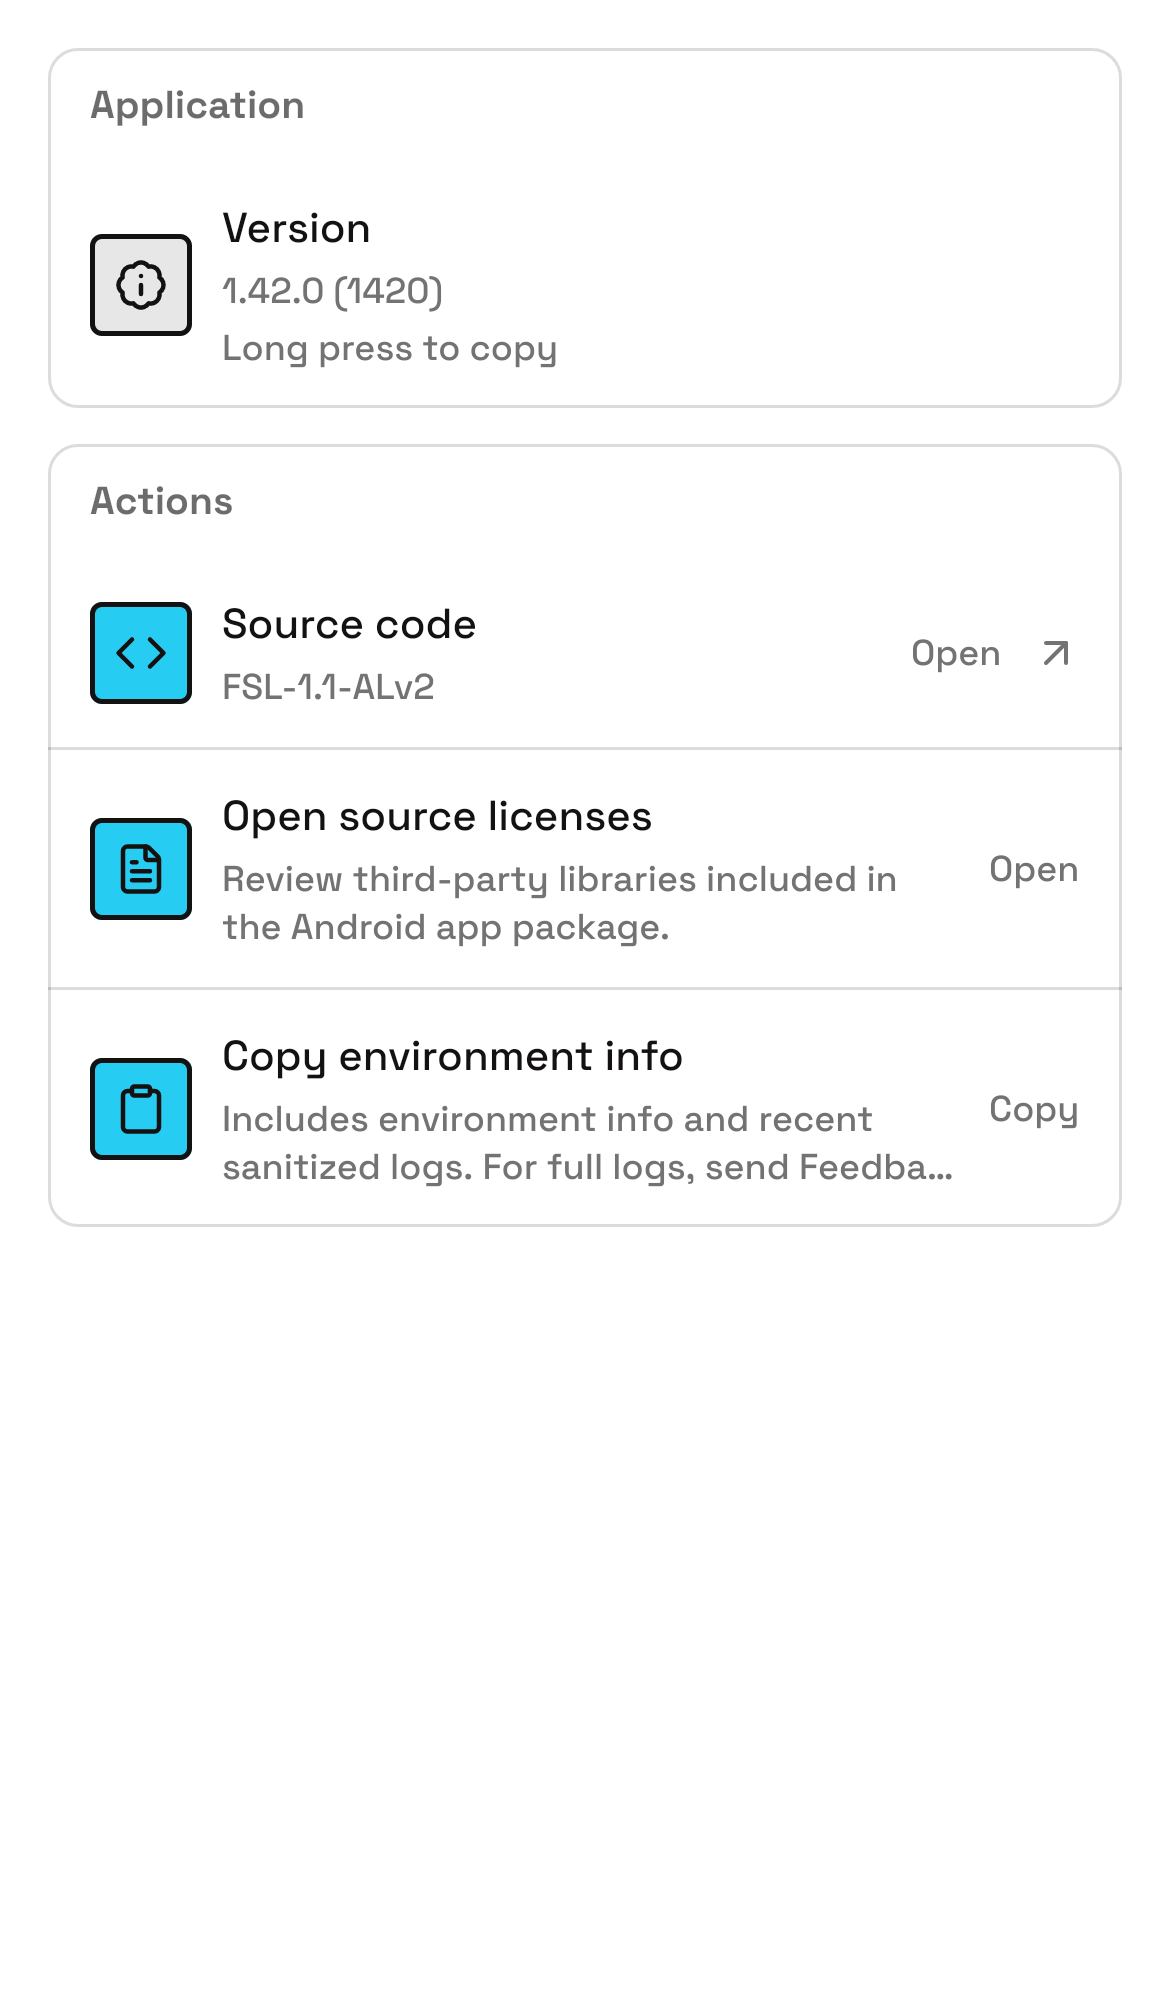 Application
Version
1.42.0 (1420)
Long press to copy
Actions
Source code
FSL-1.1-ALv2
Open
Open source licenses
Review third-party libraries included in
the Android app package.
Open
Copy environment info
Includes environment info and recent
sanitized logs. For full logs, send Feedba...
Copy